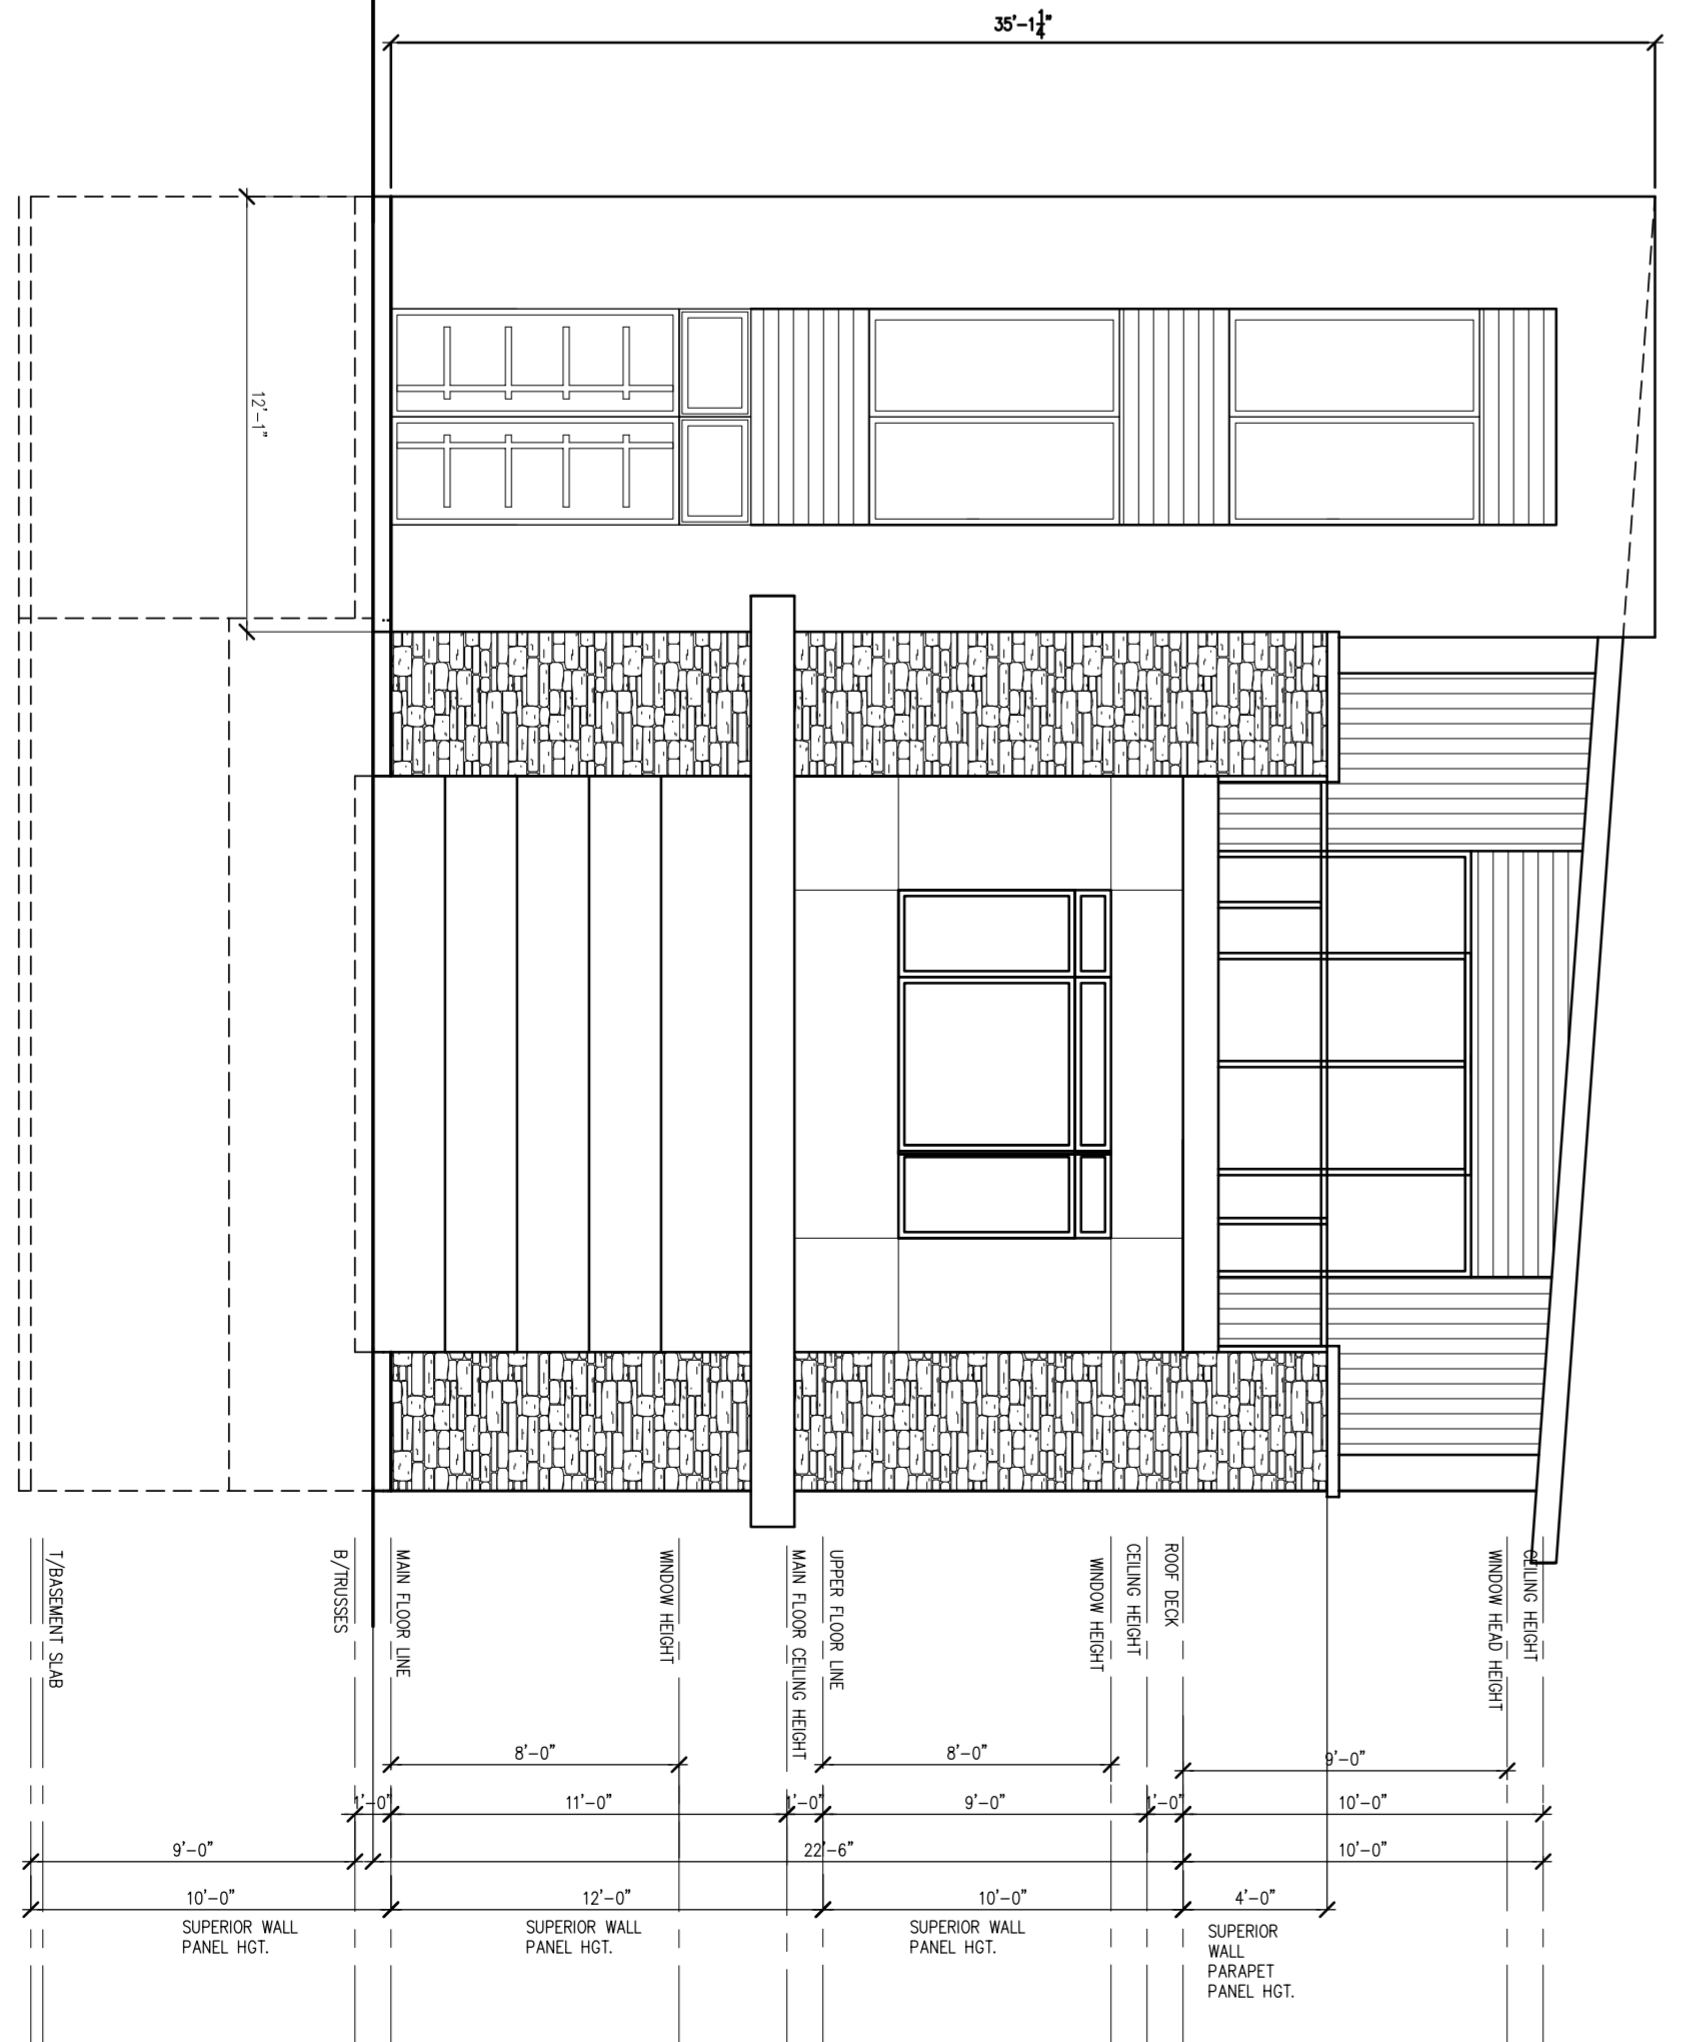 35'-1 1/4"
12'-1"
T/BASEMENT SLAB
B/TRUSSES
MAIN FLOOR LINE
WINDOW HEIGHT
MAIN FLOOR CEILING HEIGHT
UPPER FLOOR LINE
WINDOW HEIGHT
CEILING HEIGHT
ROOF DECK
WINDOW HEAD HEIGHT
CEILING HEIGHT
8'-0"
8'-0"
9'-0"
1'-0"
11'-0"
1'-0"
9'-0"
1'-0"
10'-0"
9'-0"
22'-6"
10'-0"
10'-0"
12'-0"
10'-0"
4'-0"
SUPERIOR WALL
PANEL HGT.
SUPERIOR WALL
PANEL HGT.
SUPERIOR WALL
PANEL HGT.
SUPERIOR
WALL
PARAPET
PANEL HGT.